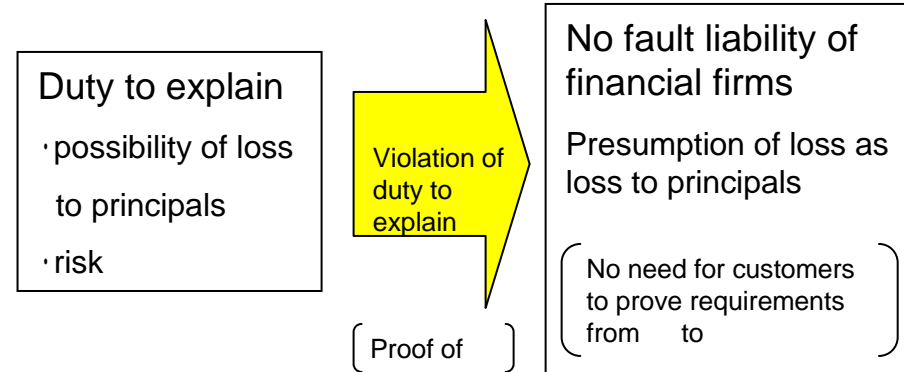 Duty to explain
・possibility of loss
to principals
・risk
Violation of
duty to
explain
Proof of
No fault liability of
financial firms
Presumption of loss as
loss to principals
No need for customers
to prove requirements
from to